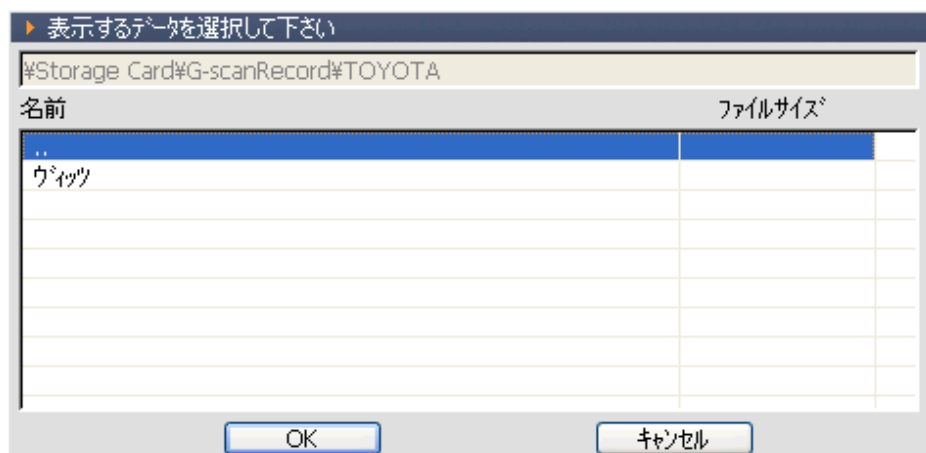 表示するﾃﾞｰﾀを選択して下さい
¥Storage Card¥G-scanRecord¥TOYOTA
名前 ﾌｧｲﾙｻｲｽﾞ
..
ｳﾞｨｯﾂ
OK ｷｬﾝｾﾙ